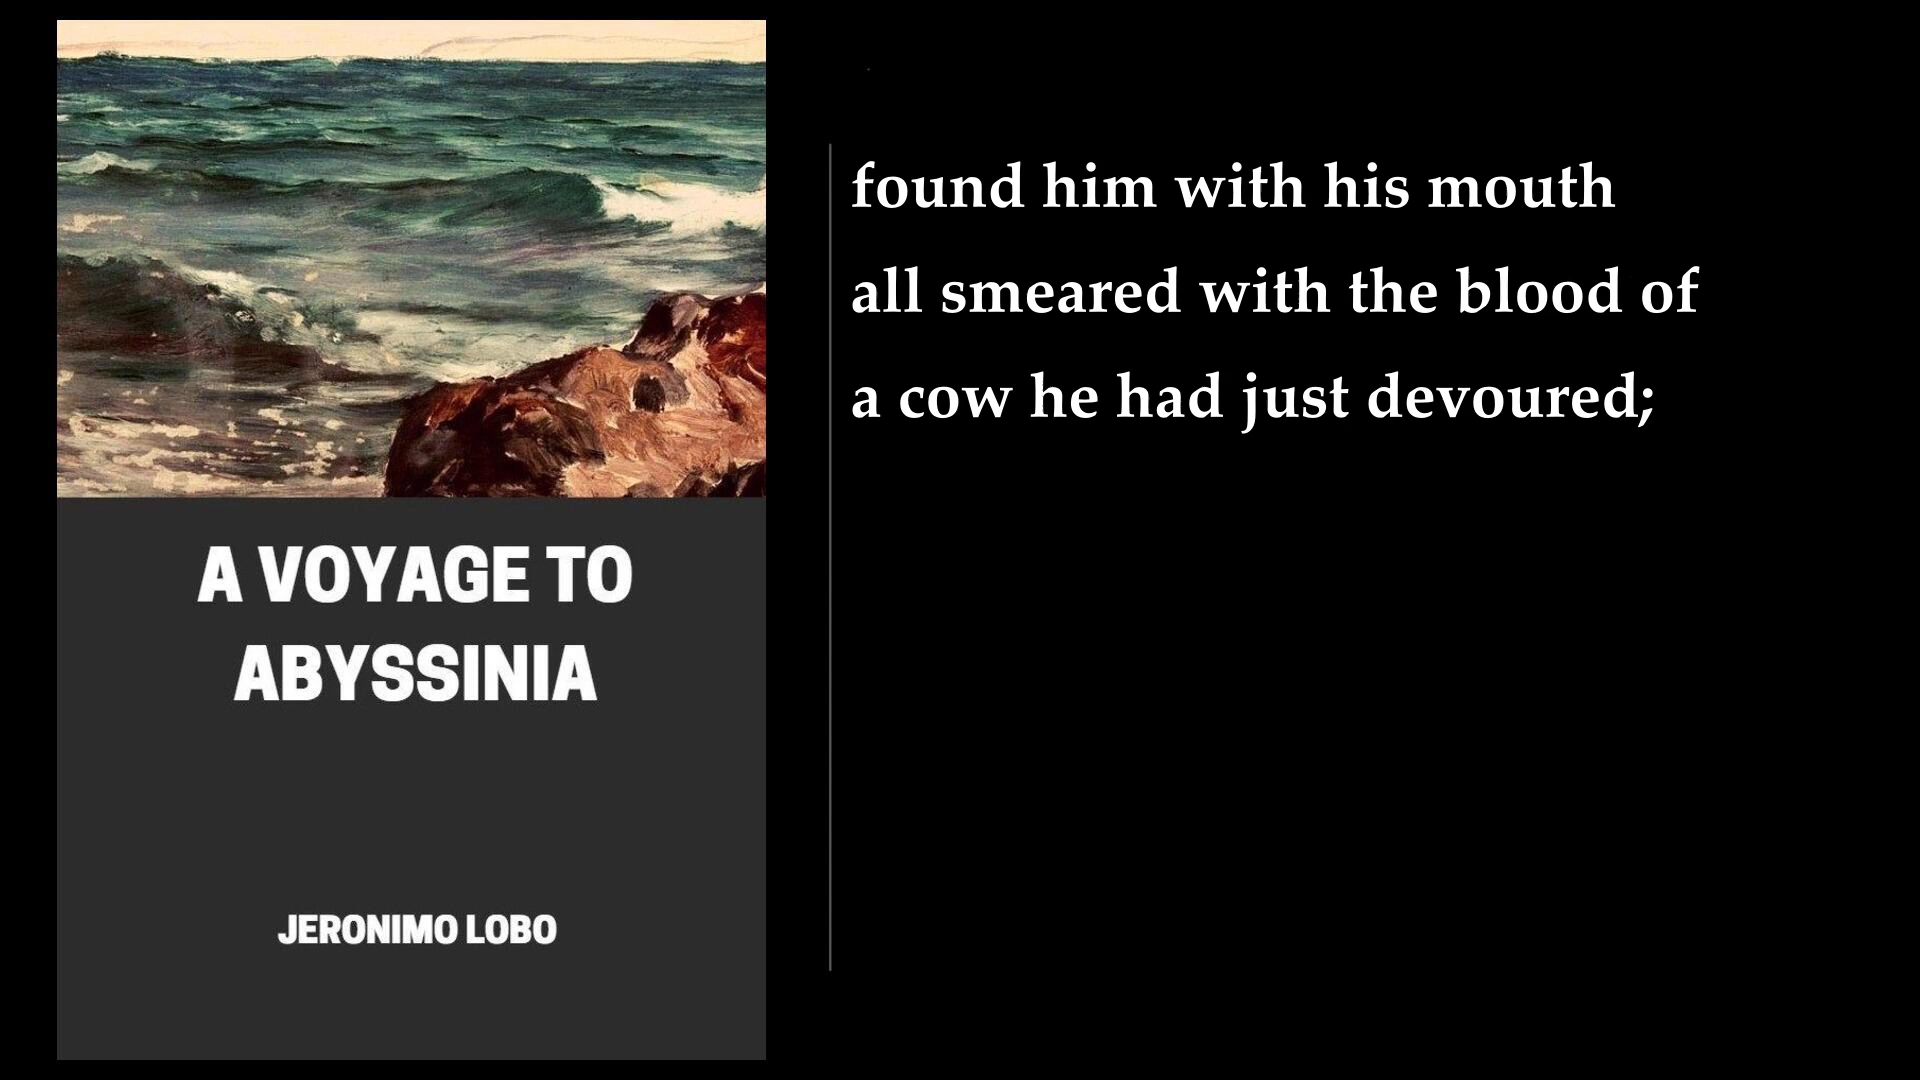 A VOYAGE TO
ABYSSINIA
JERONIMO LOBO
found him with his mouth
all smeared with the blood of
a cow he had just devoured;